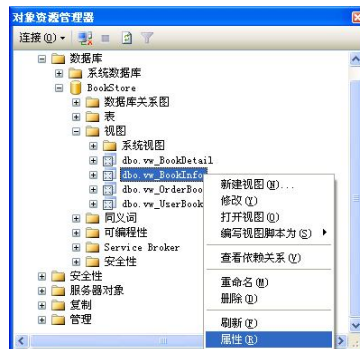 对象资源管理器
连接(O)
数据库
系统数据库
BookStore
数据库关系图
表
视图
系统视图
dbo.vw_BookDetail
dbo.vw_BookInfo
dbo.vw_OrderBoo
dbo.vw_UserBook
同义词
可编程性
Service Broker
安全性
安全性
服务器对象
复制
管理
新建视图(N)...
修改(Y)
打开视图(O)
编写视图脚本为(S)
查看依赖关系(V)
重命名(M)
删除(D)
刷新(F)
属性(R)